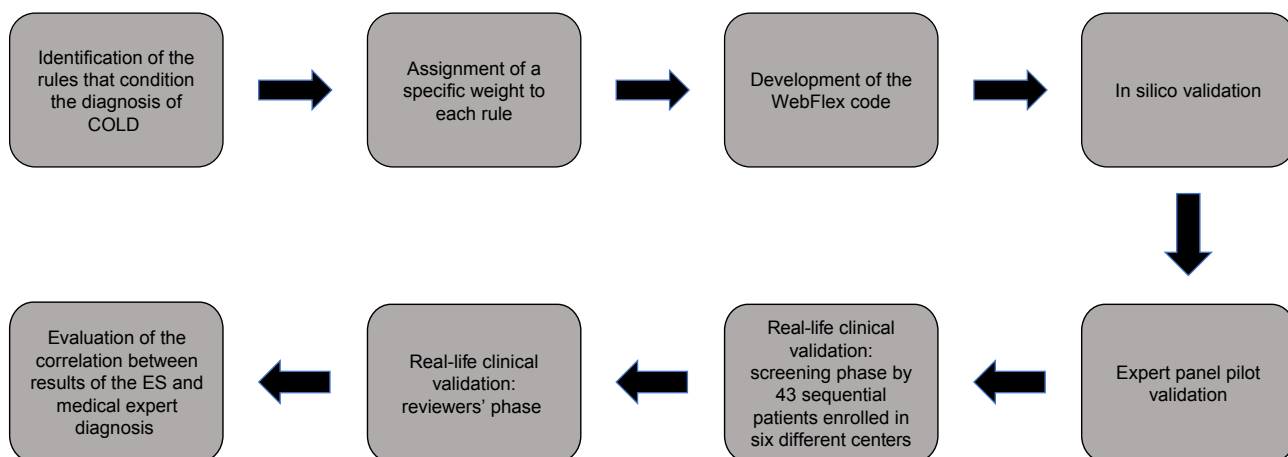 Identification of the
rules that condition
the diagnosis of
COLD
Assignment of a
specific weight to
each rule
Development of the
WebFlex code
In silico validation
Expert panel pilot
validation
Real-life clinical
validation:
screening phase by
43 sequential
patients enrolled in
six different centers
Real-life clinical
validation:
reviewers’ phase
Evaluation of the
correlation between
results of the ES and
medical expert
diagnosis